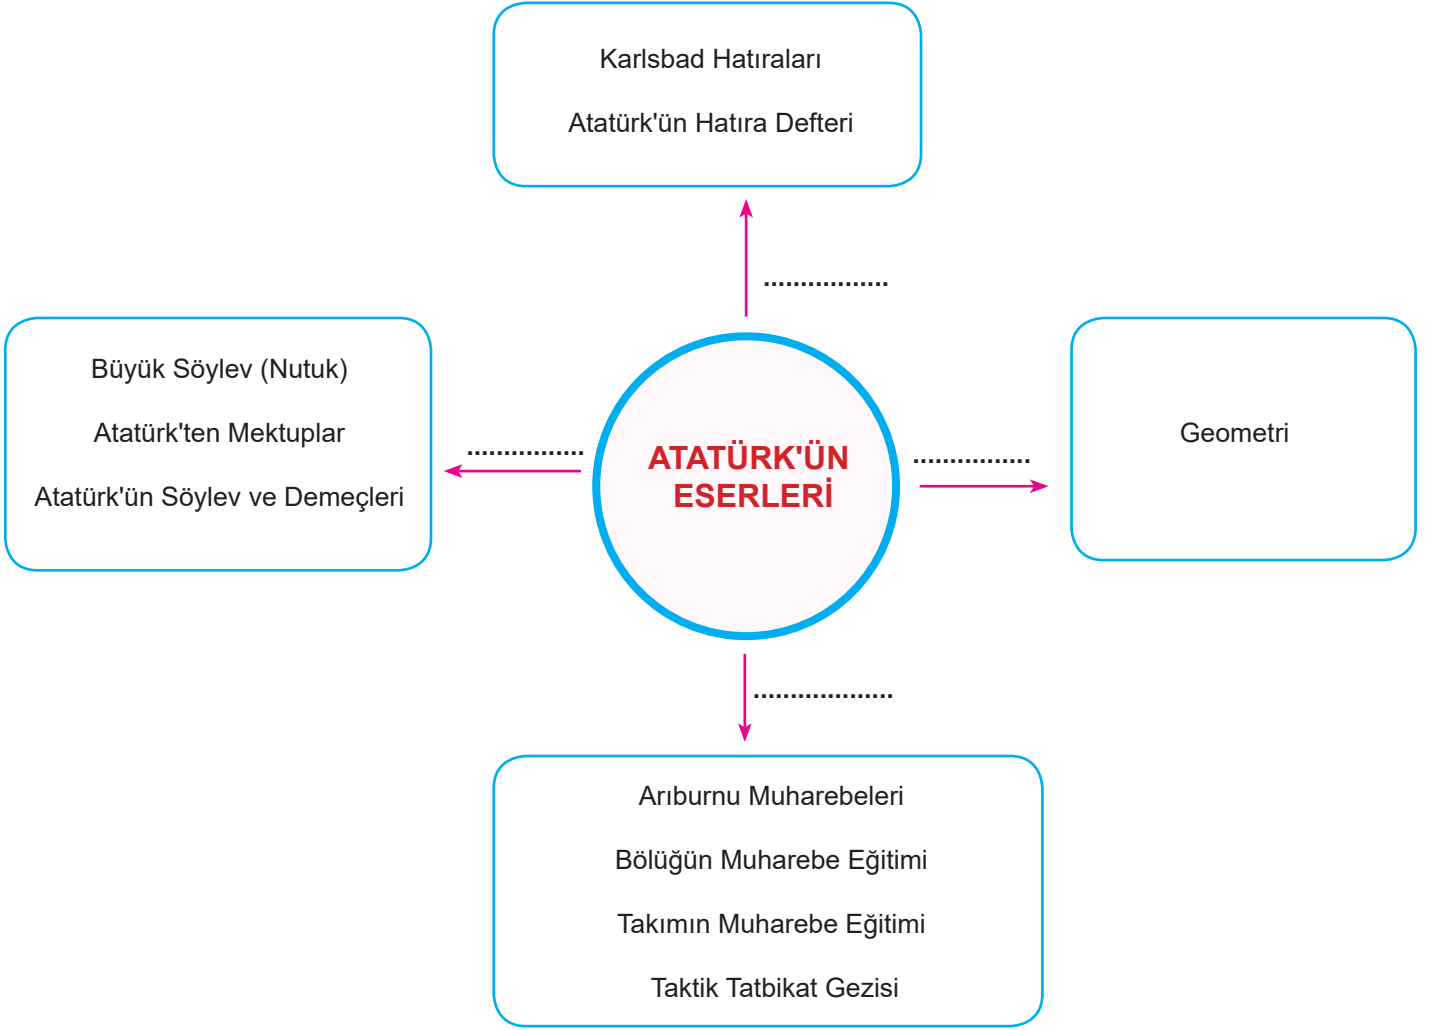 Karlsbad Hatıraları
Atatürk'ün Hatıra Defteri
.................
Büyük Söylev (Nutuk)
Atatürk'ten Mektuplar
Atatürk'ün Söylev ve Demeçleri
................
ATATÜRK'ÜN
ESERLERİ
................
Geometri
...................
Arıburnu Muharebeleri
Bölüğün Muharebe Eğitimi
Takımın Muharebe Eğitimi
Taktik Tatbikat Gezisi